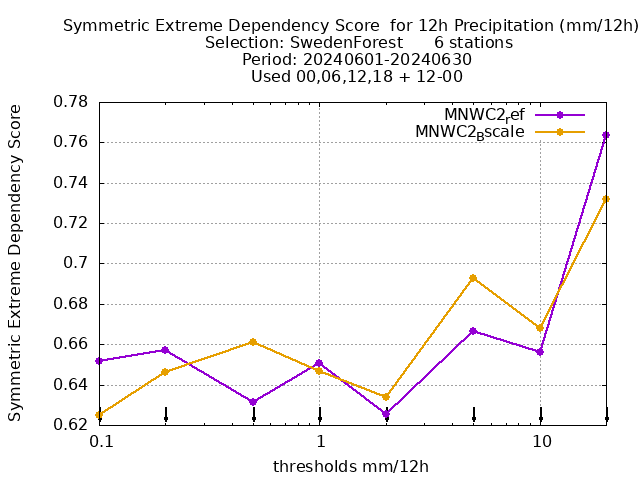 Symmetric Extreme Dependency Score  for 12h Precipitation (mm/12h)
Selection: SwedenForest      6 stations
Period: 20240601-20240630
Used 00,06,12,18 + 12-00
MNWC2ref
MNWC2Bscale
Symmetric Extreme Dependency Score
0.78
0.76
0.74
0.72
0.7
0.68
0.66
0.64
0.62
0.1
1
10
thresholds mm/12h